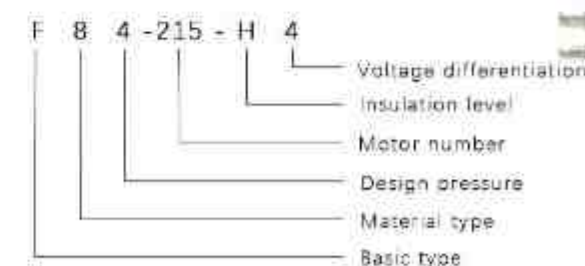 F 8 4 -215 - H 4
Voltage differentiation
Insulation level
Motor number
Design pressure
Material type
Basic type